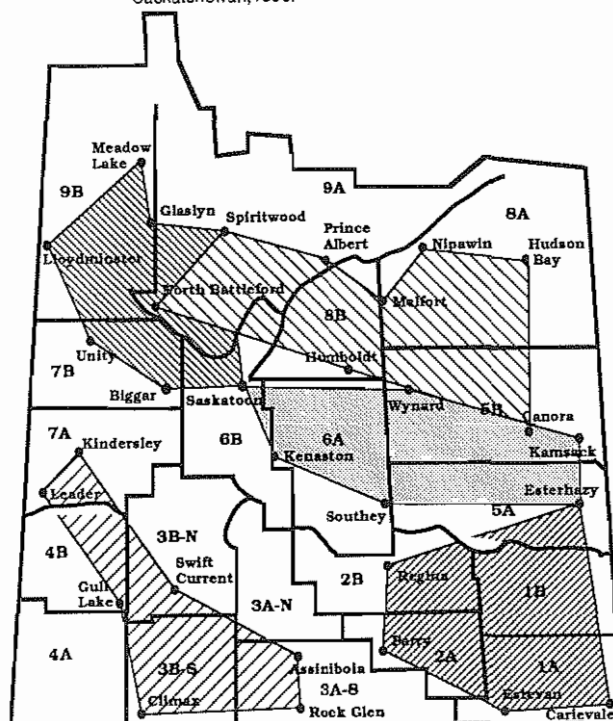 Saskatchewan, 1990.
Meadow
Lake
9B
9A
8A
Glaslyn
Spiritwood
Prince
Albert
Nipawin
Hudson
Bay
Lloydminster
North Battleford
Melfort
8B
Humboldt
Unity
7B
Biggar
Saskatoon
Wynard
5B
Canora
Kamsack
7A
Kindersley
6B
6A
Kenaston
Leader
Southey
Esterhazy
5A
3B-N
4B
Swift
Current
2B
Regina
1B
Gull
Lake
3A-N
4A
3B-S
Assiniboia
Parry
2A
1A
3A-S
Estevan
Climax
Rock Glen
Carievale